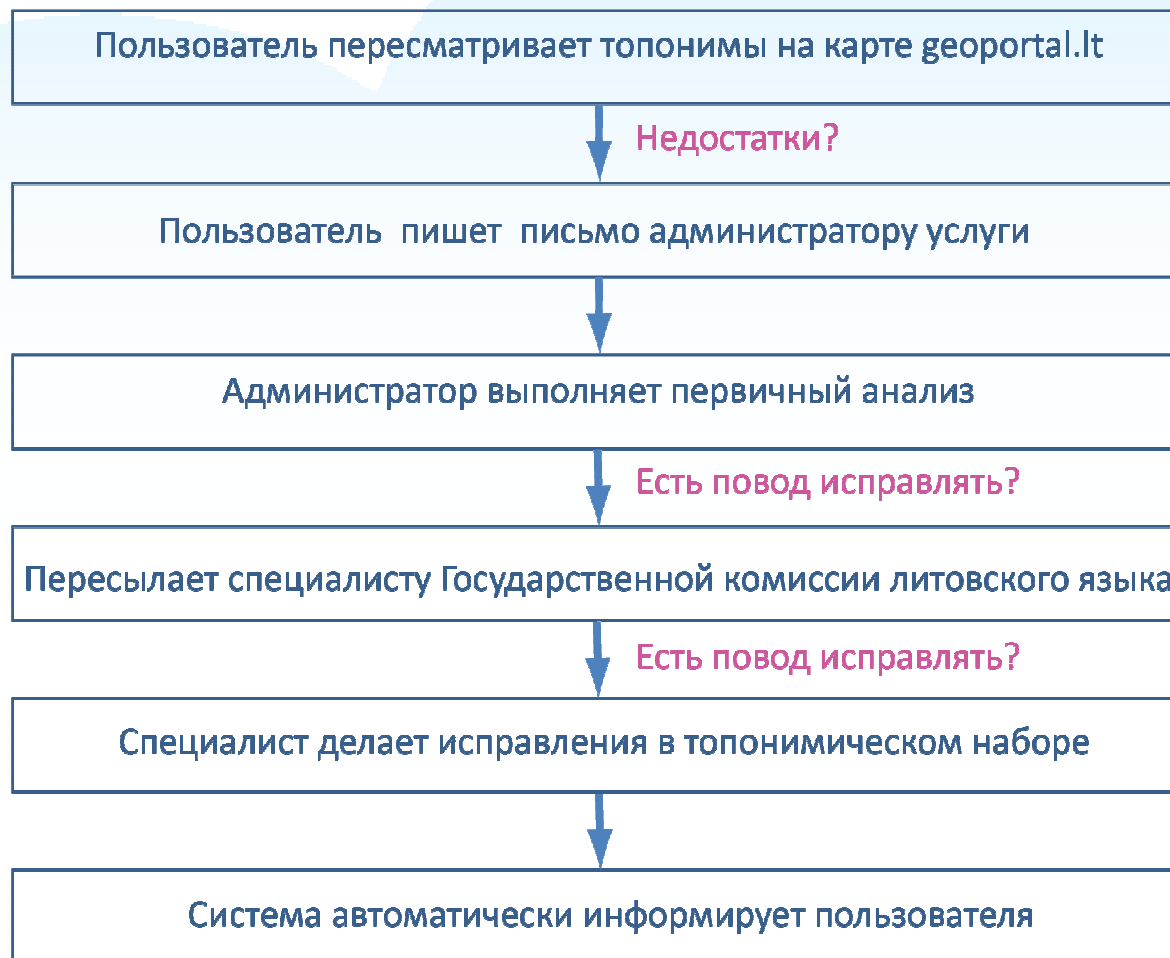 Пользователь пересматривает топонимы на карте geoportal.lt
Недостатки?
Пользователь пишет письмо администратору услуги
Администратор выполняет первичный анализ
Есть повод исправлять?
Пересылает специалисту Государственной комиссии литовского языка
Есть повод исправлять?
Специалист делает исправления в топонимическом наборе
Система автоматически информирует пользователя